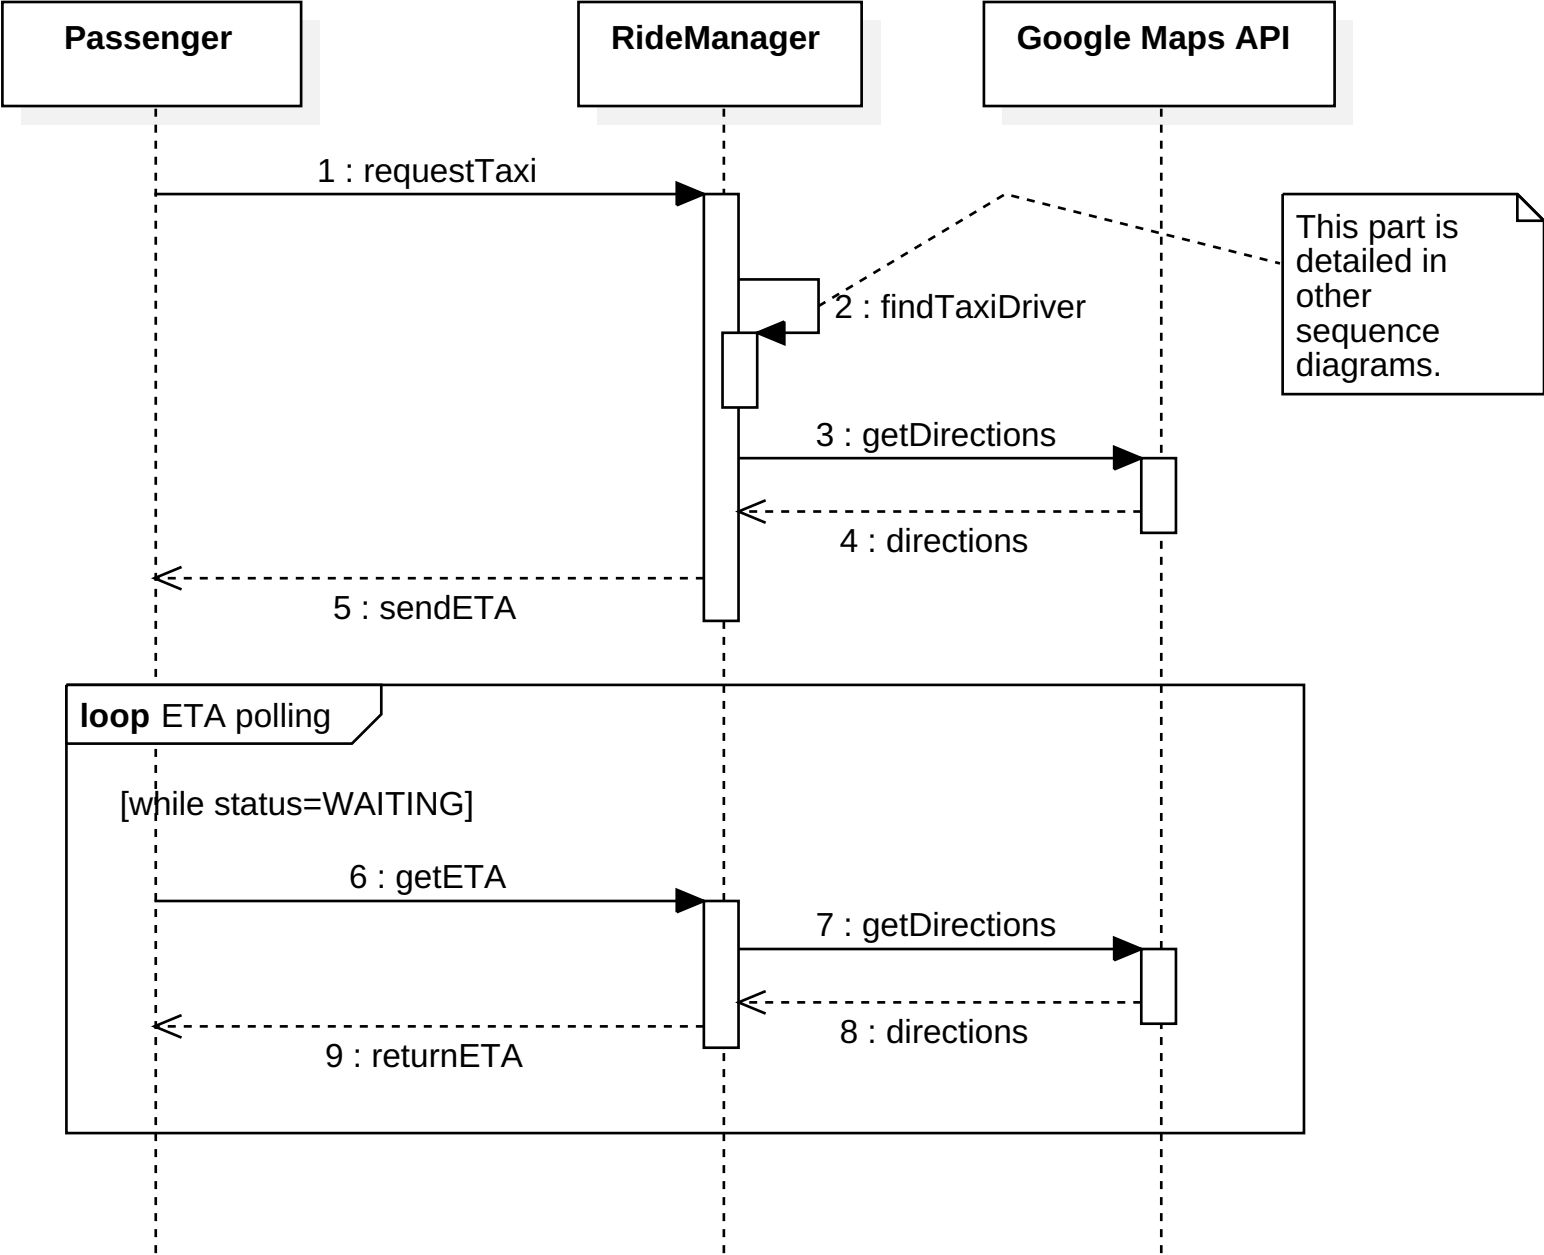 Passenger
RideManager
Google Maps API
1 : requestTaxi
This part is
detailed in
other
sequence
diagrams.
2 : findTaxiDriver
3 : getDirections
4 : directions
5 : sendETA
loop ETA polling
[while status=WAITING]
6 : getETA
7 : getDirections
8 : directions
9 : returnETA